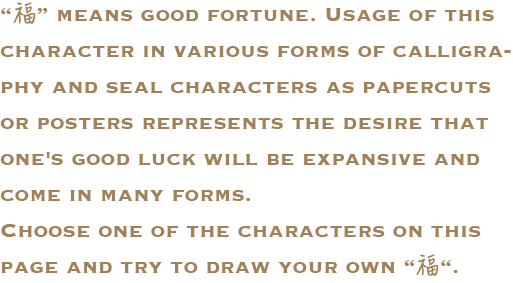 “福” means good fortune. Usage of this
character in various forms of calligra-
phy and seal characters as papercuts
or posters represents the desire that
one's good luck will be expansive and
come in many forms.
Choose one of the characters on this
page and try to draw your own “福“.